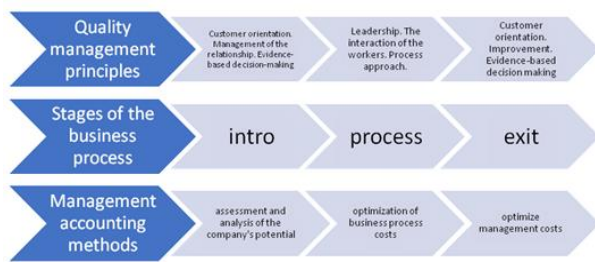 Quality
management
principles
Customer orientation.
Management of the
relationship. Evidence-
based decision-making
Leadership. The
interaction of the
workers. Process
approach.
Customer
orientation.
Improvement.
Evidence-based
decision making
Stages of the
business
process
intro
process
exit
Management
accounting
methods
assessment and
analysis of the
company's potential
optimization of
business process
costs
optimize
management costs